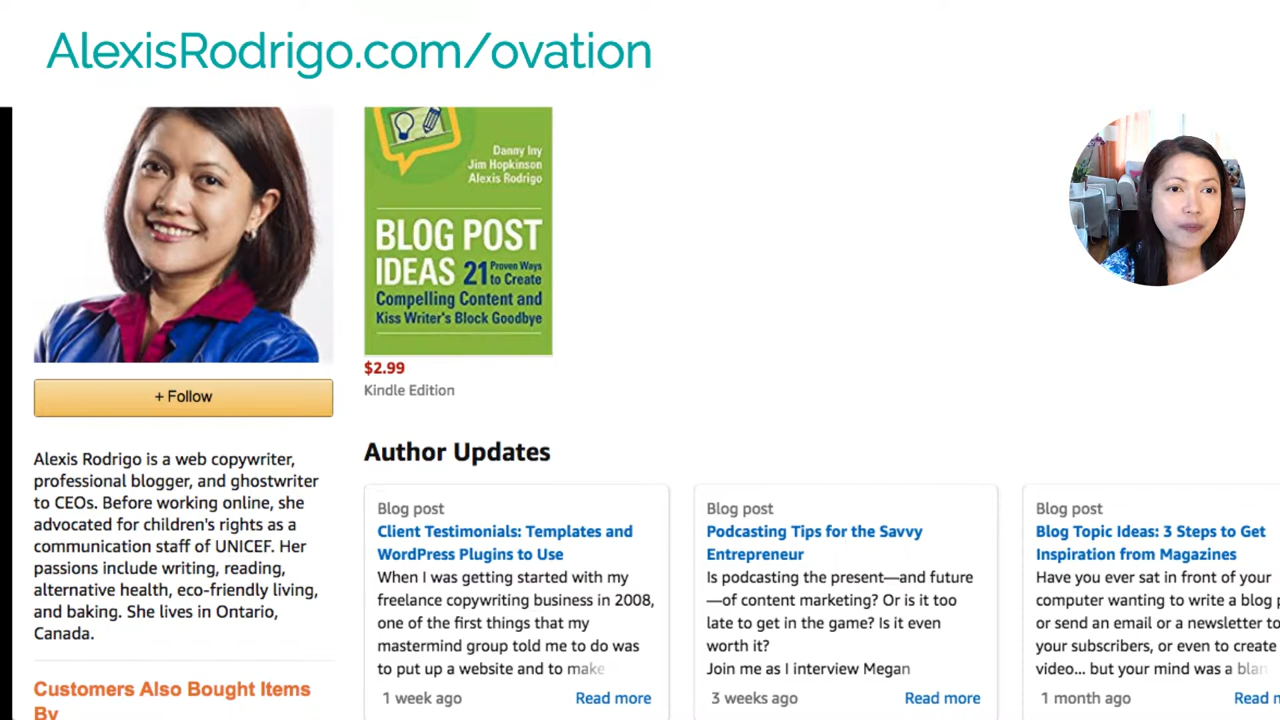 AlexisRodrigo.com/ovation
Danny Iny
Jim Hopkinson
Alexis Rodrigo
BLOG POST
IDEAS 21 Proven Ways
to Create
Compelling Content and
Kiss Writer's Block Goodbye
$2.99
Kindle Edition
+ Follow
Alexis Rodrigo is a web copywriter,
professional blogger, and ghostwriter
to CEOs. Before working online, she
advocated for children's rights as a
communication staff of UNICEF. Her
passions include writing, reading,
alternative health, eco-friendly living,
and baking. She lives in Ontario,
Canada.
Customers Also Bought Items
By
Author Updates
Blog post
Client Testimonials: Templates and
WordPress Plugins to Use
When I was getting started with my
freelance copywriting business in 2008,
one of the first things that my
mastermind group told me to do was
to put up a website and to make
1 week ago Read more
Blog post
Podcasting Tips for the Savvy
Entrepreneur
Is podcasting the present—and future
—of content marketing? Or is it too
late to get in the game? Is it even
worth it?
Join me as I interview Megan
3 weeks ago Read more
Blog post
Blog Topic Ideas: 3 Steps to Get
Inspiration from Magazines
Have you ever sat in front of your
computer wanting to write a blog p
or send an email or a newsletter to
your subscribers, or even to create
video... but your mind was a blan
1 month ago Read m